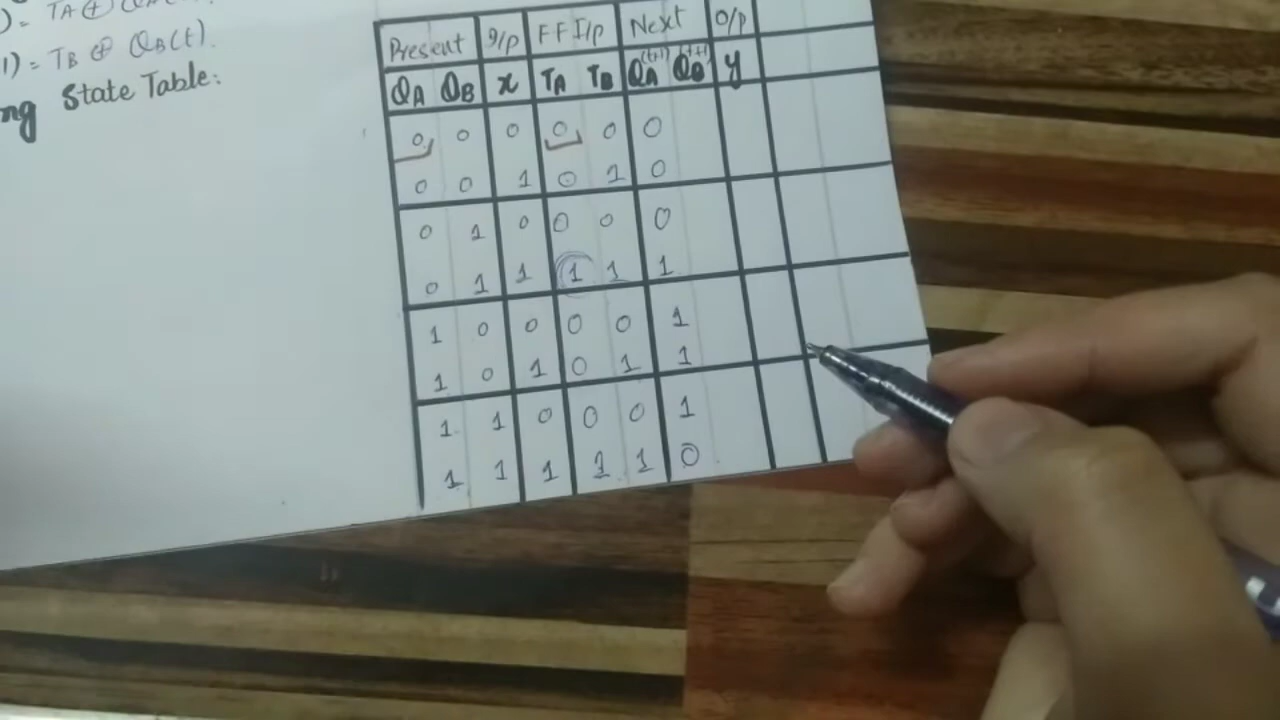 ) = TA ⊕
1) = TB ⊕ QB(t).
ng State Table:
Present I/p FF I/p Next O/p
QA QB x TA TB QA(t+1) QB(t+1) y
0 0 0 0 0 0
0 0 1 0 1 0
0 1 0 0 0 0
0 1 1 1 1 1
1 0 0 0 0 1
1 0 1 0 1 1
1 1 0 0 0 1
1 1 1 1 1 0